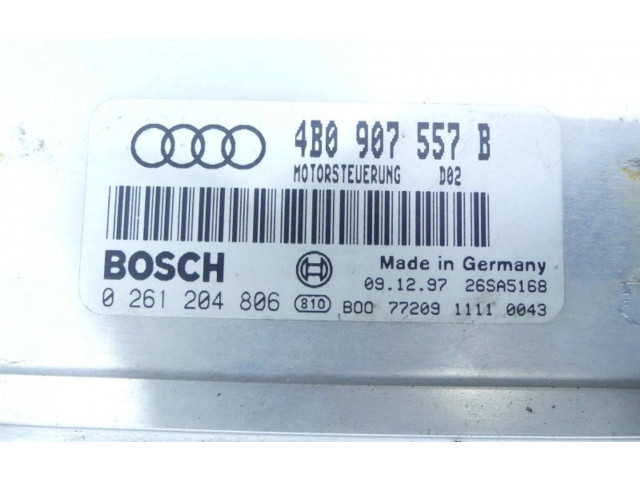 4B0 907 557 B
MOTORSTEUERUNG D02
BOSCH
Made in Germany
09.12.97 26SA5168
0 261 204 806 810 B00 77209 1111 0043